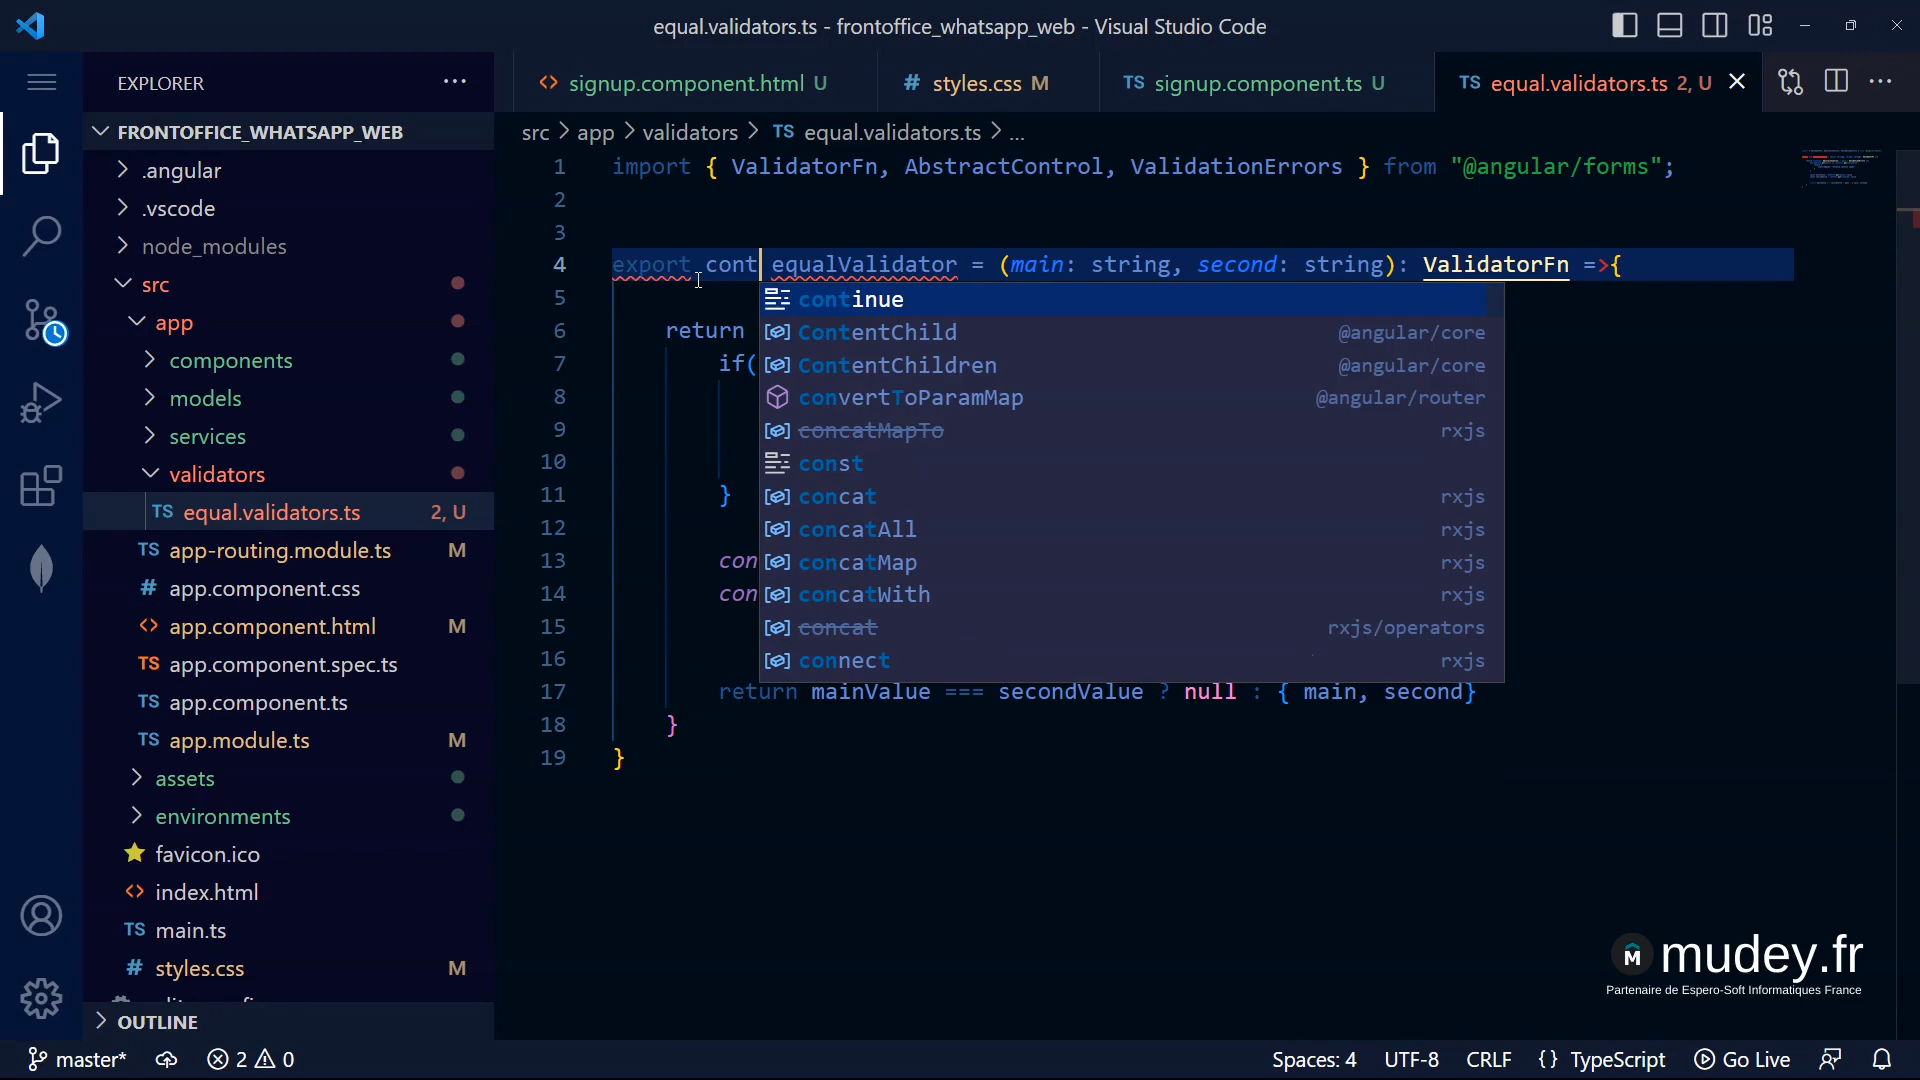 equal.validators.ts - frontoffice_whatsapp_web - Visual Studio Code
EXPLORER
signup.component.html U
# styles.css M
TS signup.component.ts U
TS equal.validators.ts 2, U
FRONTOFFICE_WHATSAPP_WEB
src > app > validators > TS equal.validators.ts > ...
.angular
.vscode
node_modules
src
app
components
models
services
validators
TS equal.validators.ts 2, U
TS app-routing.module.ts M
# app.component.css
app.component.html M
TS app.component.spec.ts
TS app.component.ts
TS app.module.ts M
assets
environments
favicon.ico
index.html
TS main.ts
# styles.css M
OUTLINE
1 import { ValidatorFn, AbstractControl, ValidationErrors } from "@angular/forms";
2
3
4 export cont equalValidator = (main: string, second: string): ValidatorFn =>{
5
6 return
7 if(
8
9
10
11 }
12
13 con
14 con
15
16
17 return mainValue === secondValue ? null : { main, second}
18 }
19 }
continue
ContentChild @angular/core
ContentChildren @angular/core
convertToParamMap @angular/router
concatMapTo rxjs
const
concat rxjs
concatAll rxjs
concatMap rxjs
concatWith rxjs
concat rxjs/operators
connect rxjs
M mudey.fr
Partenaire de Espero-Soft Informatiques France
master* 2 0
Spaces: 4 UTF-8 CRLF {} TypeScript Go Live